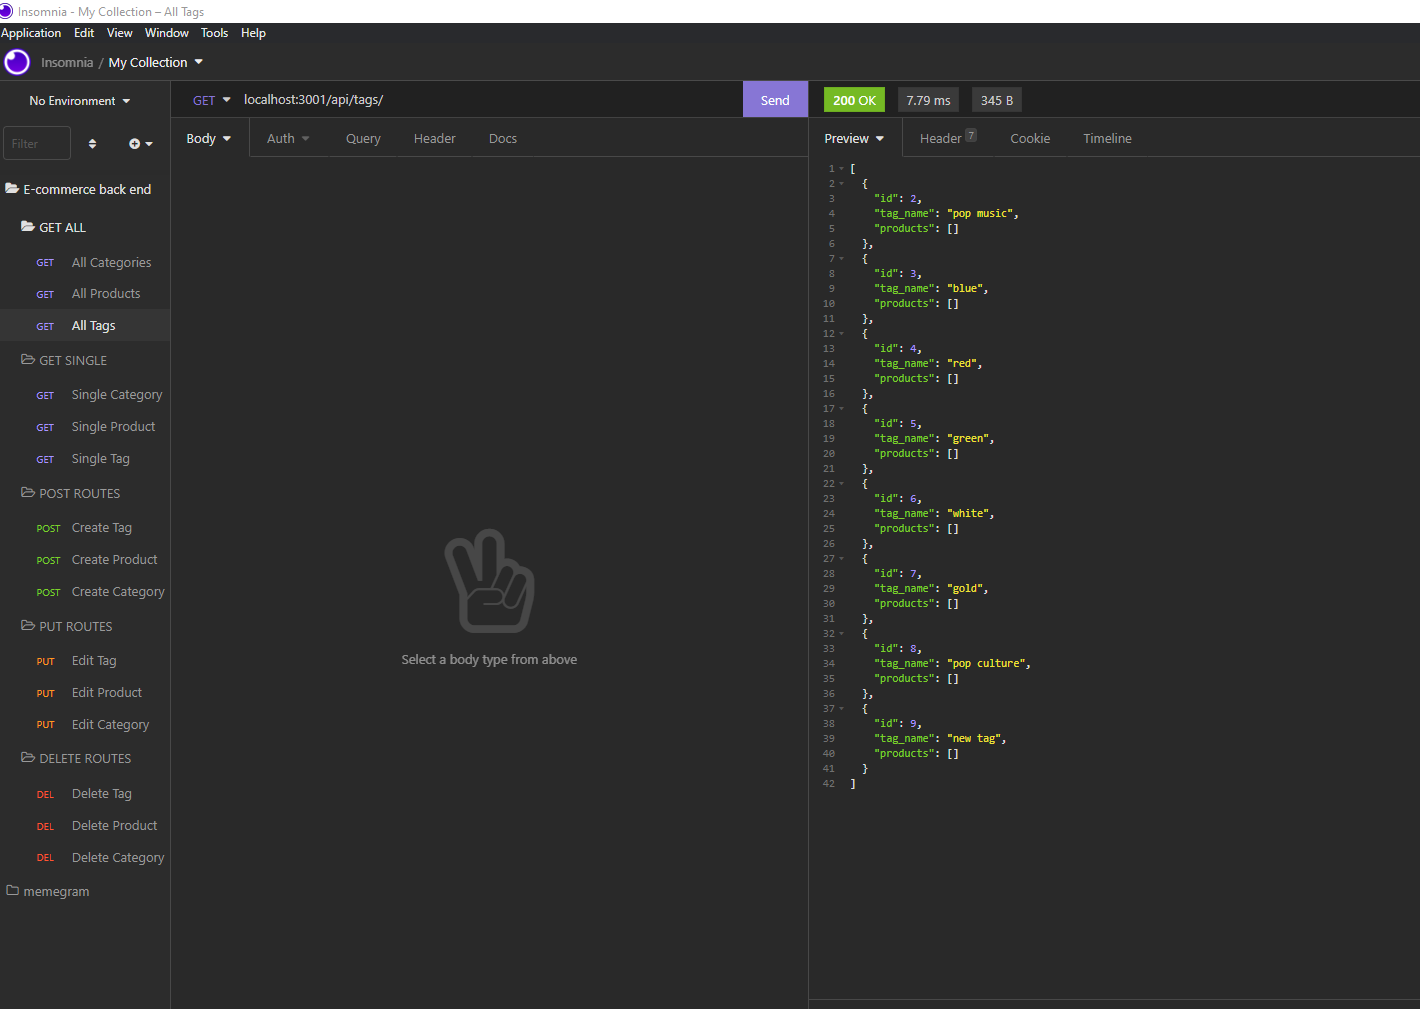 Insomnia - My Collection – All Tags
Application Edit View Window Tools Help
Insomnia / My Collection
No Environment
Filter
E-commerce back end
GET ALL
GET All Categories
GET All Products
GET All Tags
GET SINGLE
GET Single Category
GET Single Product
GET Single Tag
POST ROUTES
POST Create Tag
POST Create Product
POST Create Category
PUT ROUTES
PUT Edit Tag
PUT Edit Product
PUT Edit Category
DELETE ROUTES
DEL Delete Tag
DEL Delete Product
DEL Delete Category
memegram
GET localhost:3001/api/tags/ Send
Body Auth Query Header Docs
Select a body type from above
200 OK 7.79 ms 345 B
Preview Header 7 Cookie Timeline
1 [
2 {
3 "id": 2,
4 "tag_name": "pop music",
5 "products": []
6 },
7 {
8 "id": 3,
9 "tag_name": "blue",
10 "products": []
11 },
12 {
13 "id": 4,
14 "tag_name": "red",
15 "products": []
16 },
17 {
18 "id": 5,
19 "tag_name": "green",
20 "products": []
21 },
22 {
23 "id": 6,
24 "tag_name": "white",
25 "products": []
26 },
27 {
28 "id": 7,
29 "tag_name": "gold",
30 "products": []
31 },
32 {
33 "id": 8,
34 "tag_name": "pop culture",
35 "products": []
36 },
37 {
38 "id": 9,
39 "tag_name": "new tag",
40 "products": []
41 }
42 ]